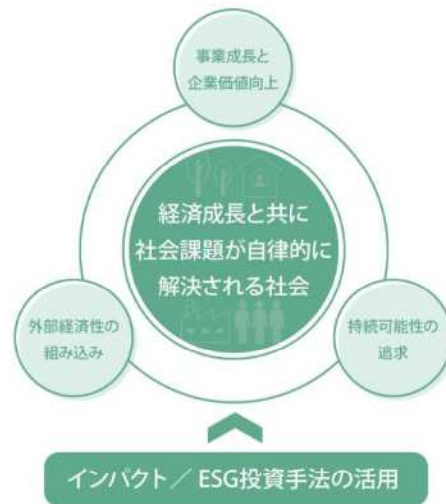 事業成長と
企業価値向上
経済成長と共に
社会課題が自律的に
解決される社会
外部経済性の
組み込み
持続可能性の
追求
インパクト／ESG投資手法の活用